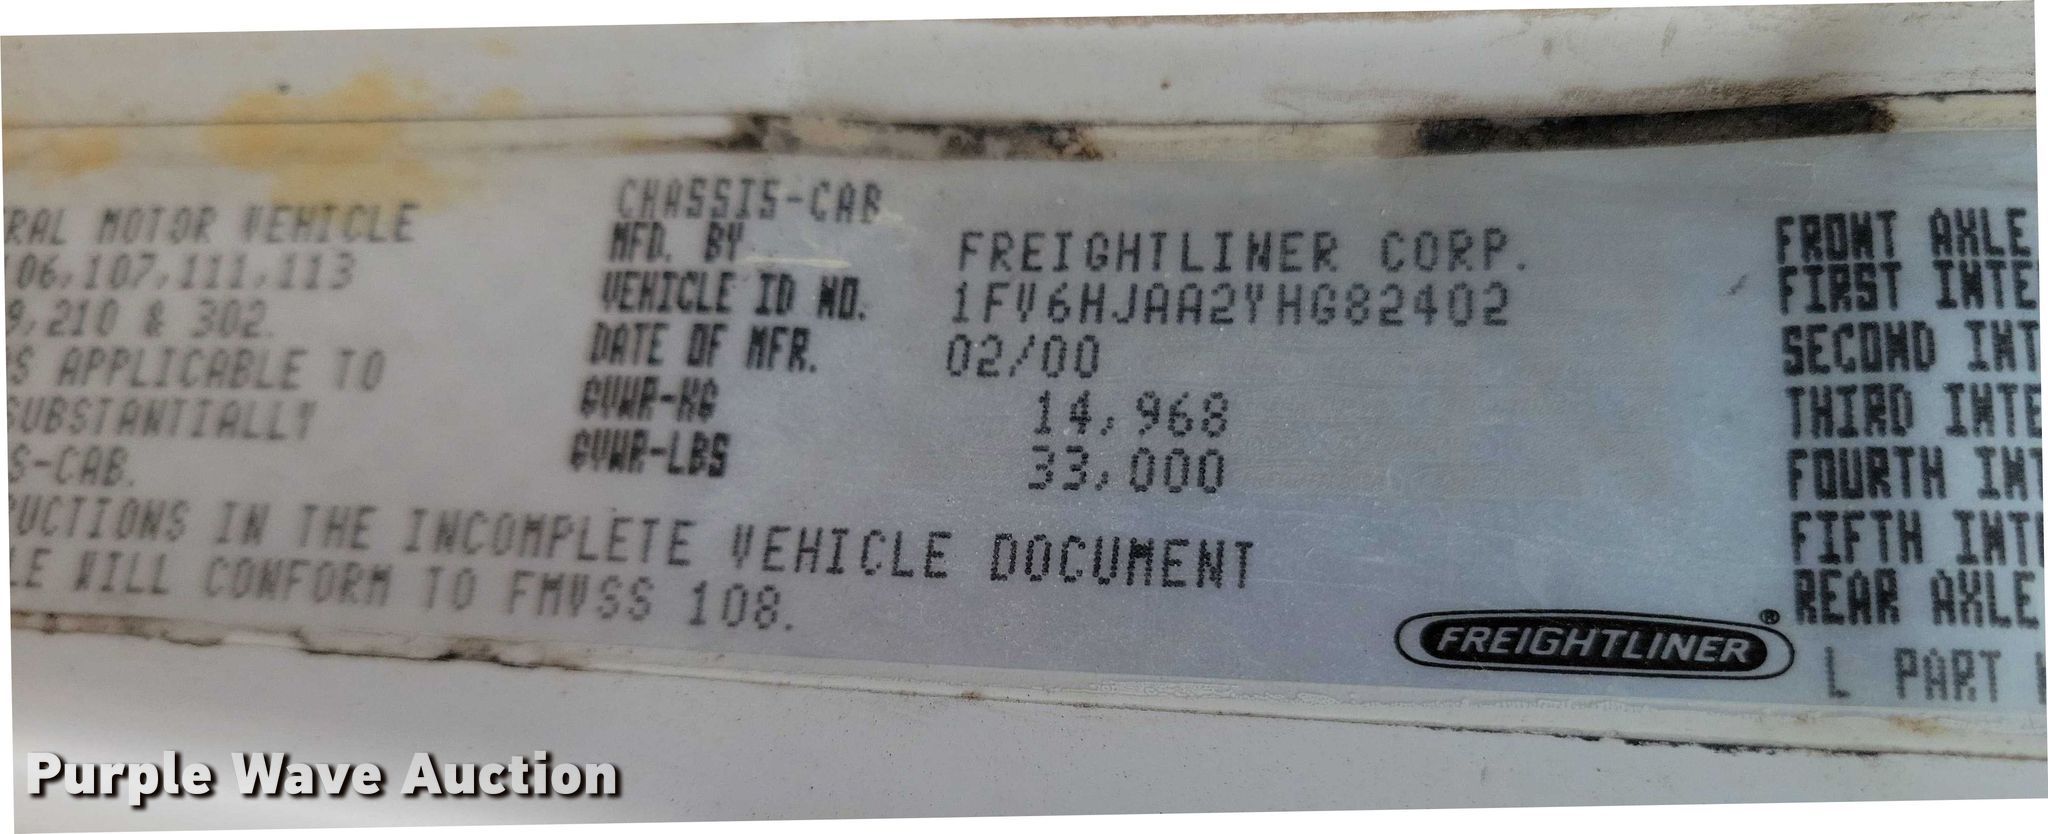 RAL MOTOR VEHICLE
106,107,111,113
9,210 & 302.
S APPLICABLE TO
SUBSTANTIALLY
S-CAB.
UCTIONS IN THE INCOMPLETE VEHICLE DOCUMENT
LE WILL CONFORM TO FMVSS 108.
CHASSIS-CAB
MFD. BY FREIGHTLINER CORP.
VEHICLE ID NO. 1FV6HJAA2YHG82402
DATE OF MFR. 02/00
GVWR-KG 14,968
GVWR-LBS 33,000
FREIGHTLINER®
FRONT AXLE
FIRST INTE
SECOND INT
THIRD INTE
FOURTH INT
FIFTH INT
REAR AXLE
L PART
Purple Wave Auction